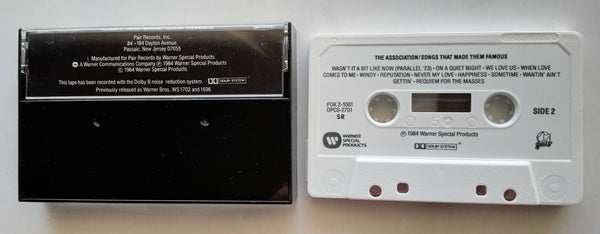 Pair Records, Inc.
84 -184 Dayton Avenue
Passaic, New Jersey 07055
Manufactured for Pair Records by Warner Special Products
A Warner Communications Company ℗ 1984 Warner Special Products
© 1984 Warner Special Products
This tape has been recorded with the Dolby B noise reduction system. DOLBY SYSTEM
Previously released as Warner Bros. WS 1702 and 1696
THE ASSOCIATION/SONGS THAT MADE THEM FAMOUS
WASN'T IT A BIT LIKE NOW (PARALLEL '23) - ON A QUIET NIGHT - WE LOVE US - WHEN LOVE
COMES TO ME - WINDY - REPUTATION - NEVER MY LOVE - HAPPINESS - SOMETIME - WANTIN' AIN'T
GETTIN' - REQUIEM FOR THE MASSES
PDK 2-1061
OPCS-2701
SR
SIDE 2
5
℗ 1984 Warner Special Products
WARNER
SPECIAL
PRODUCTS
DOLBY SYSTEM
pair